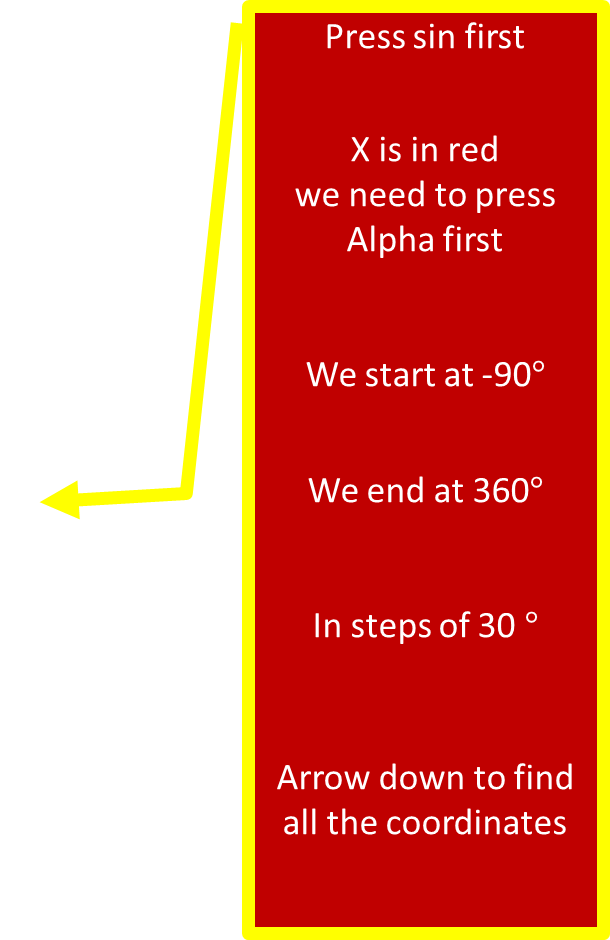 Press sin first
X is in red
we need to press
Alpha first
We start at -90°
We end at 360°
In steps of 30 °
Arrow down to find
all the coordinates